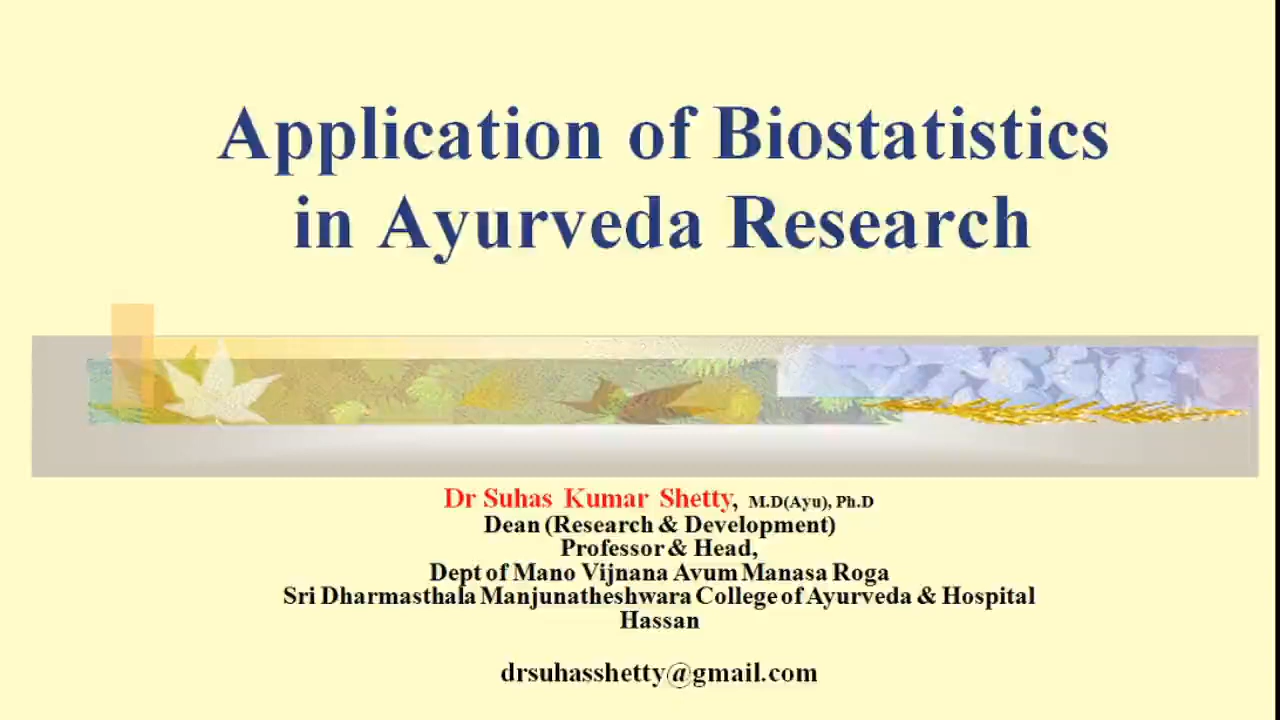 Application of Biostatistics
in Ayurveda Research
Dr Suhas Kumar Shetty, M.D(Ayu), Ph.D
Dean (Research & Development)
Professor & Head,
Dept of Mano Vijnana Avum Manasa Roga
Sri Dharmasthala Manjunatheshwara College of Ayurveda & Hospital
Hassan
drsuhasshetty@gmail.com